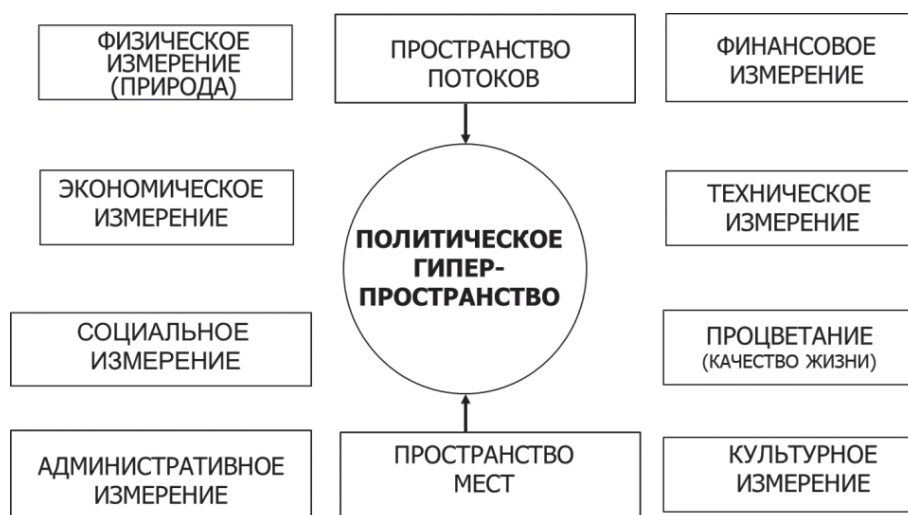 ФИЗИЧЕСКОЕ
ИЗМЕРЕНИЕ
(ПРИРОДА)
ПРОСТРАНСТВО
ПОТОКОВ
ФИНАНСОВОЕ
ИЗМЕРЕНИЕ
ЭКОНОМИЧЕСКОЕ
ИЗМЕРЕНИЕ
ПОЛИТИЧЕСКОЕ
ГИПЕР-
ПРОСТРАНСТВО
ТЕХНИЧЕСКОЕ
ИЗМЕРЕНИЕ
СОЦИАЛЬНОЕ
ИЗМЕРЕНИЕ
ПРОЦВЕТАНИЕ
(КАЧЕСТВО ЖИЗНИ)
АДМИНИСТРАТИВНОЕ
ИЗМЕРЕНИЕ
ПРОСТРАНСТВО
МЕСТ
КУЛЬТУРНОЕ
ИЗМЕРЕНИЕ